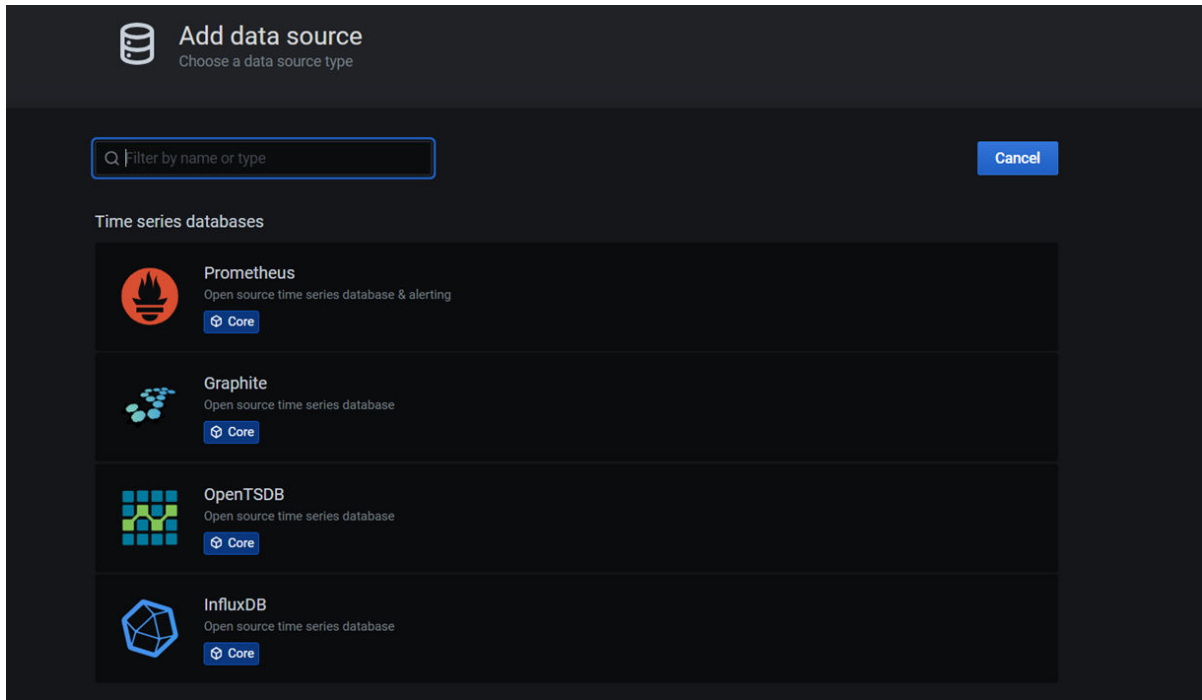 Add data source
Choose a data source type
Filter by name or type
Cancel
Time series databases
Prometheus
Open source time series database & alerting
Core
Graphite
Open source time series database
Core
OpenTSDB
Open source time series database
Core
InfluxDB
Open source time series database
Core